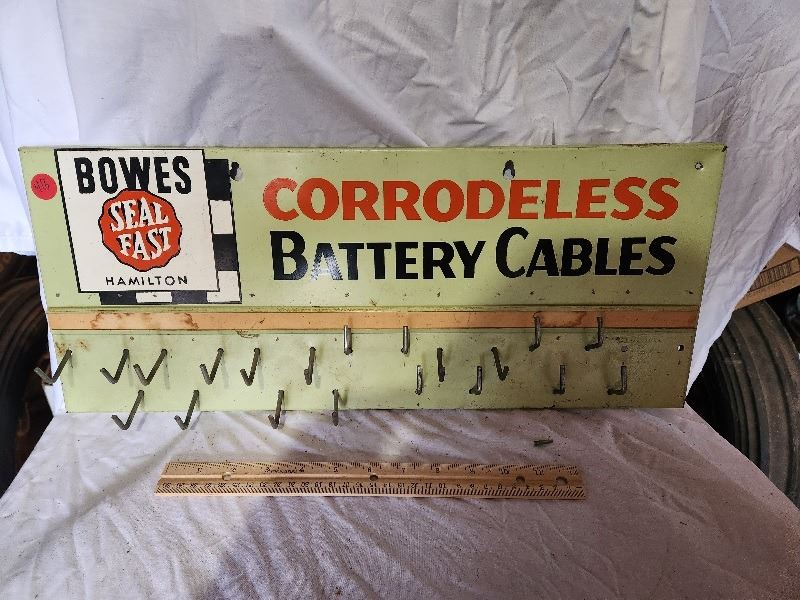 BOWES
SEAL
FAST
HAMILTON
CORRODELESS
BATTERY CABLES